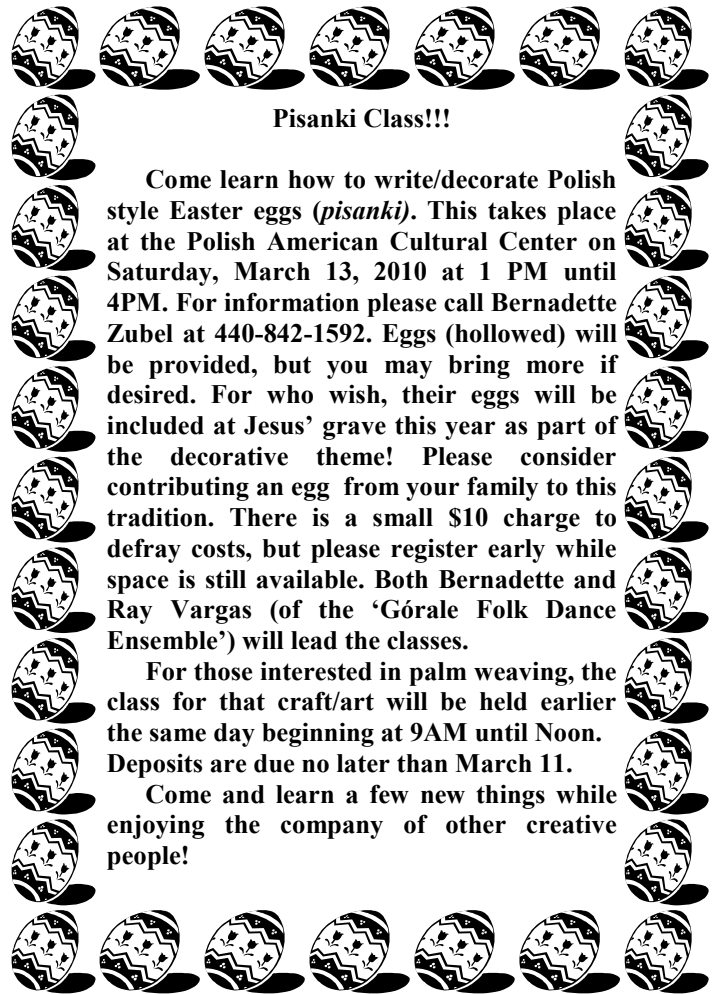 Pisanki Class!!!
Come learn how to write/decorate Polish
style Easter eggs (pisanki). This takes place
at the Polish American Cultural Center on
Saturday, March 13, 2010 at 1 PM until
4PM. For information please call Bernadette
Zubel at 440-842-1592. Eggs (hollowed) will
be provided, but you may bring more if
desired. For who wish, their eggs will be
included at Jesus’ grave this year as part of
the decorative theme! Please consider
contributing an egg from your family to this
tradition. There is a small $10 charge to
defray costs, but please register early while
space is still available. Both Bernadette and
Ray Vargas (of the ‘Górale Folk Dance
Ensemble’) will lead the classes.
For those interested in palm weaving, the
class for that craft/art will be held earlier
the same day beginning at 9AM until Noon.
Deposits are due no later than March 11.
Come and learn a few new things while
enjoying the company of other creative
people!